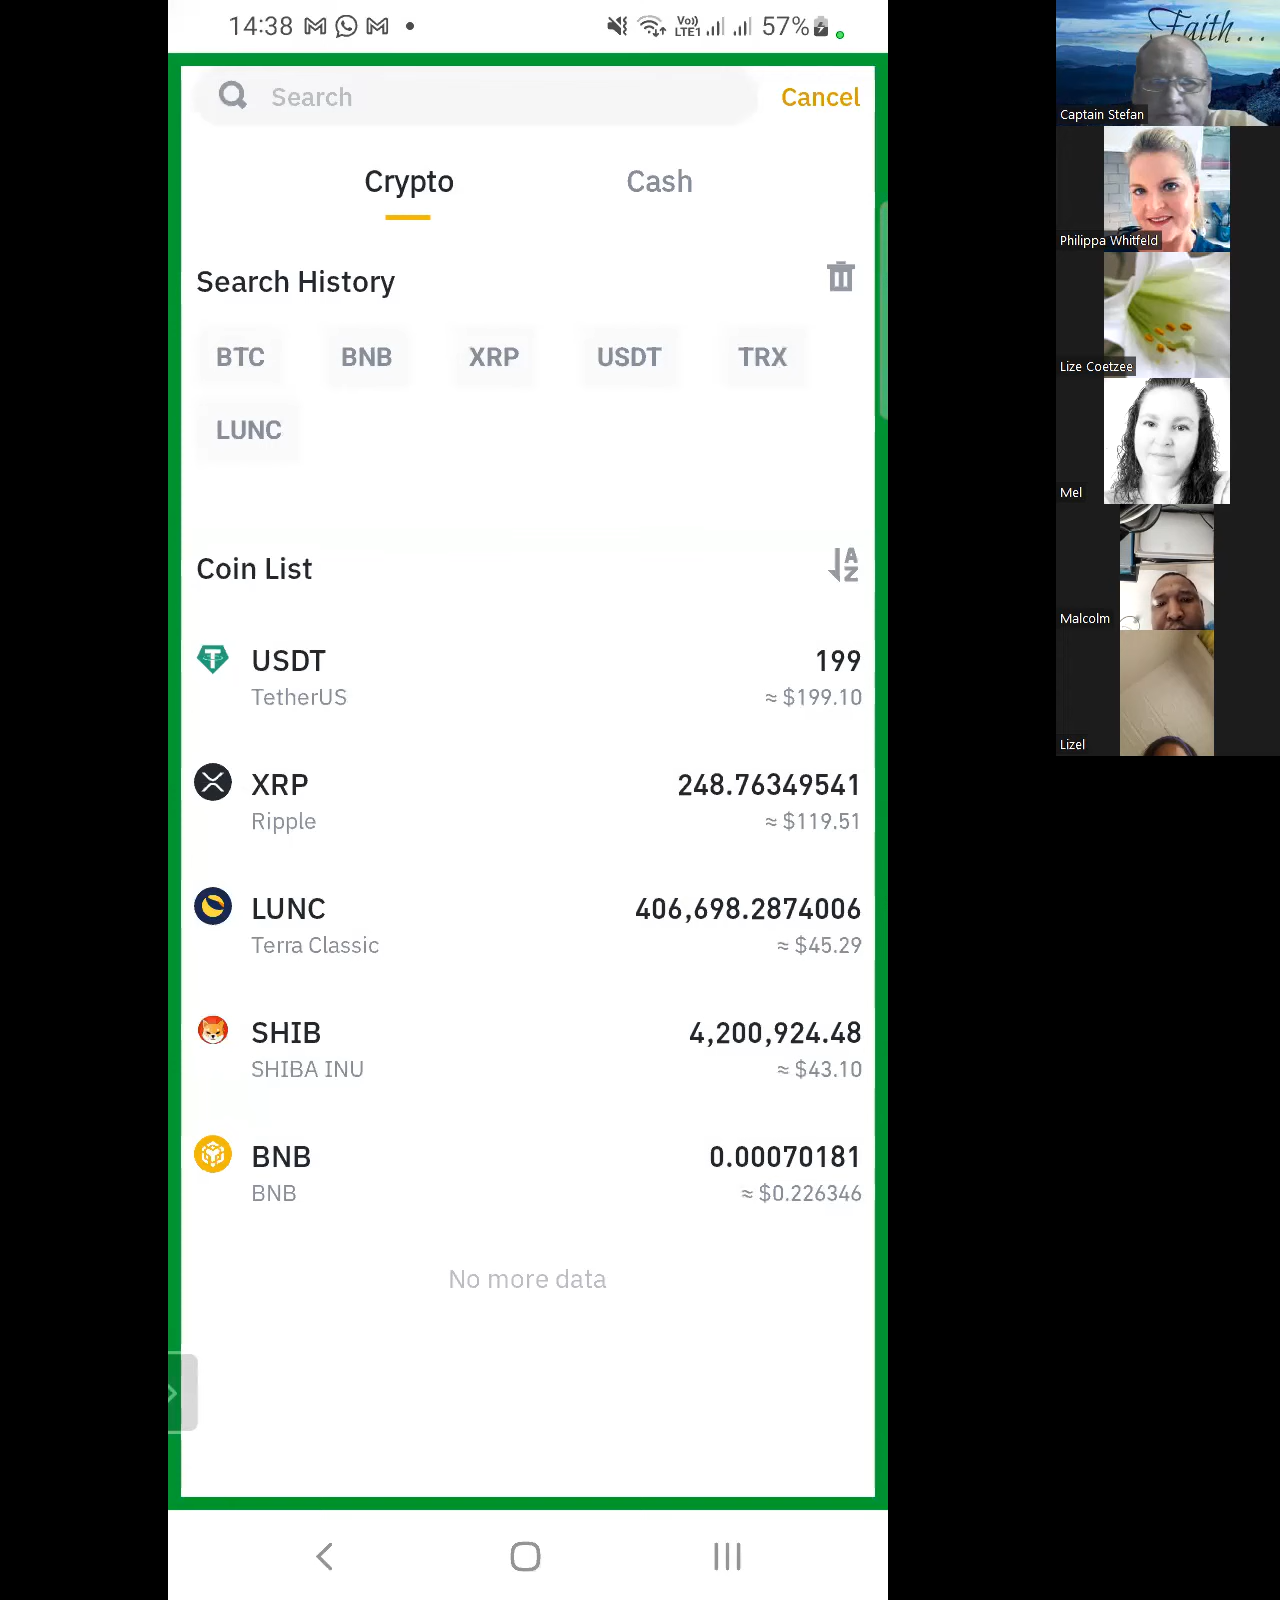 14:38
Vo)) LTE1 57%
Search Cancel
Crypto Cash
Search History
BTC BNB XRP USDT TRX
LUNC
Coin List
A
Z
USDT 199
TetherUS ≈ $199.10
XRP 248.76349541
Ripple ≈ $119.51
LUNC 406,698.2874006
Terra Classic ≈ $45.29
SHIB 4,200,924.48
SHIBA INU ≈ $43.10
BNB 0.00070181
BNB ≈ $0.226346
No more data
Faith...
Captain Stefan
Philippa Whitfeld
Lize Coetzee
Mel
Malcolm
Lizel